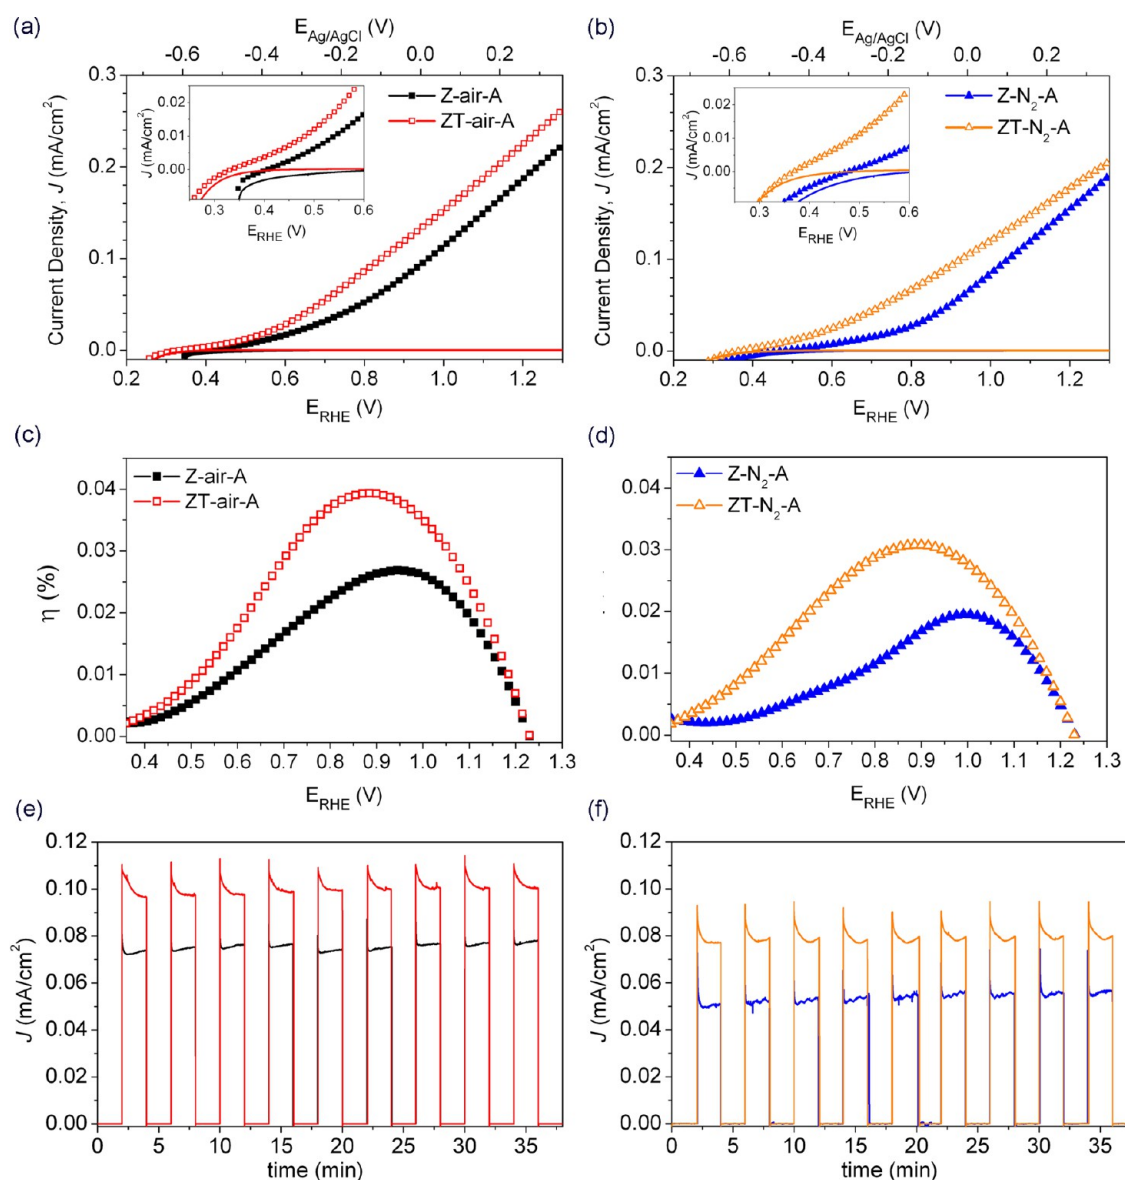 (a)
E_Ag/AgCl (V)
-0.6 -0.4 -0.2 0.0 0.2
0.3
0.2
0.1
0.0
Current Density, J (mA/cm²)
0.2 0.4 0.6 0.8 1.0 1.2
E_RHE (V)
Z-air-A
ZT-air-A
0.02
0.01
0.00
J (mA/cm²)
0.3 0.4 0.5 0.6
E_RHE (V)
(b)
E_Ag/AgCl (V)
-0.6 -0.4 -0.2 0.0 0.2
0.3
0.2
0.1
0.0
Current Density, J (mA/cm²)
0.2 0.4 0.6 0.8 1.0 1.2
E_RHE (V)
Z-N₂-A
ZT-N₂-A
0.02
0.01
0.00
J (mA/cm²)
0.3 0.4 0.5 0.6
E_RHE (V)
(c)
Z-air-A
ZT-air-A
0.04
0.03
0.02
0.01
0.00
η (%)
0.4 0.5 0.6 0.7 0.8 0.9 1.0 1.1 1.2 1.3
E_RHE (V)
(d)
Z-N₂-A
ZT-N₂-A
0.04
0.03
0.02
0.01
0.00
0.4 0.5 0.6 0.7 0.8 0.9 1.0 1.1 1.2 1.3
E_RHE (V)
(e)
0.12
0.10
0.08
0.06
0.04
0.02
0.00
J (mA/cm²)
0 5 10 15 20 25 30 35
time (min)
(f)
0.12
0.10
0.08
0.06
0.04
0.02
0.00
J (mA/cm²)
0 5 10 15 20 25 30 35
time (min)